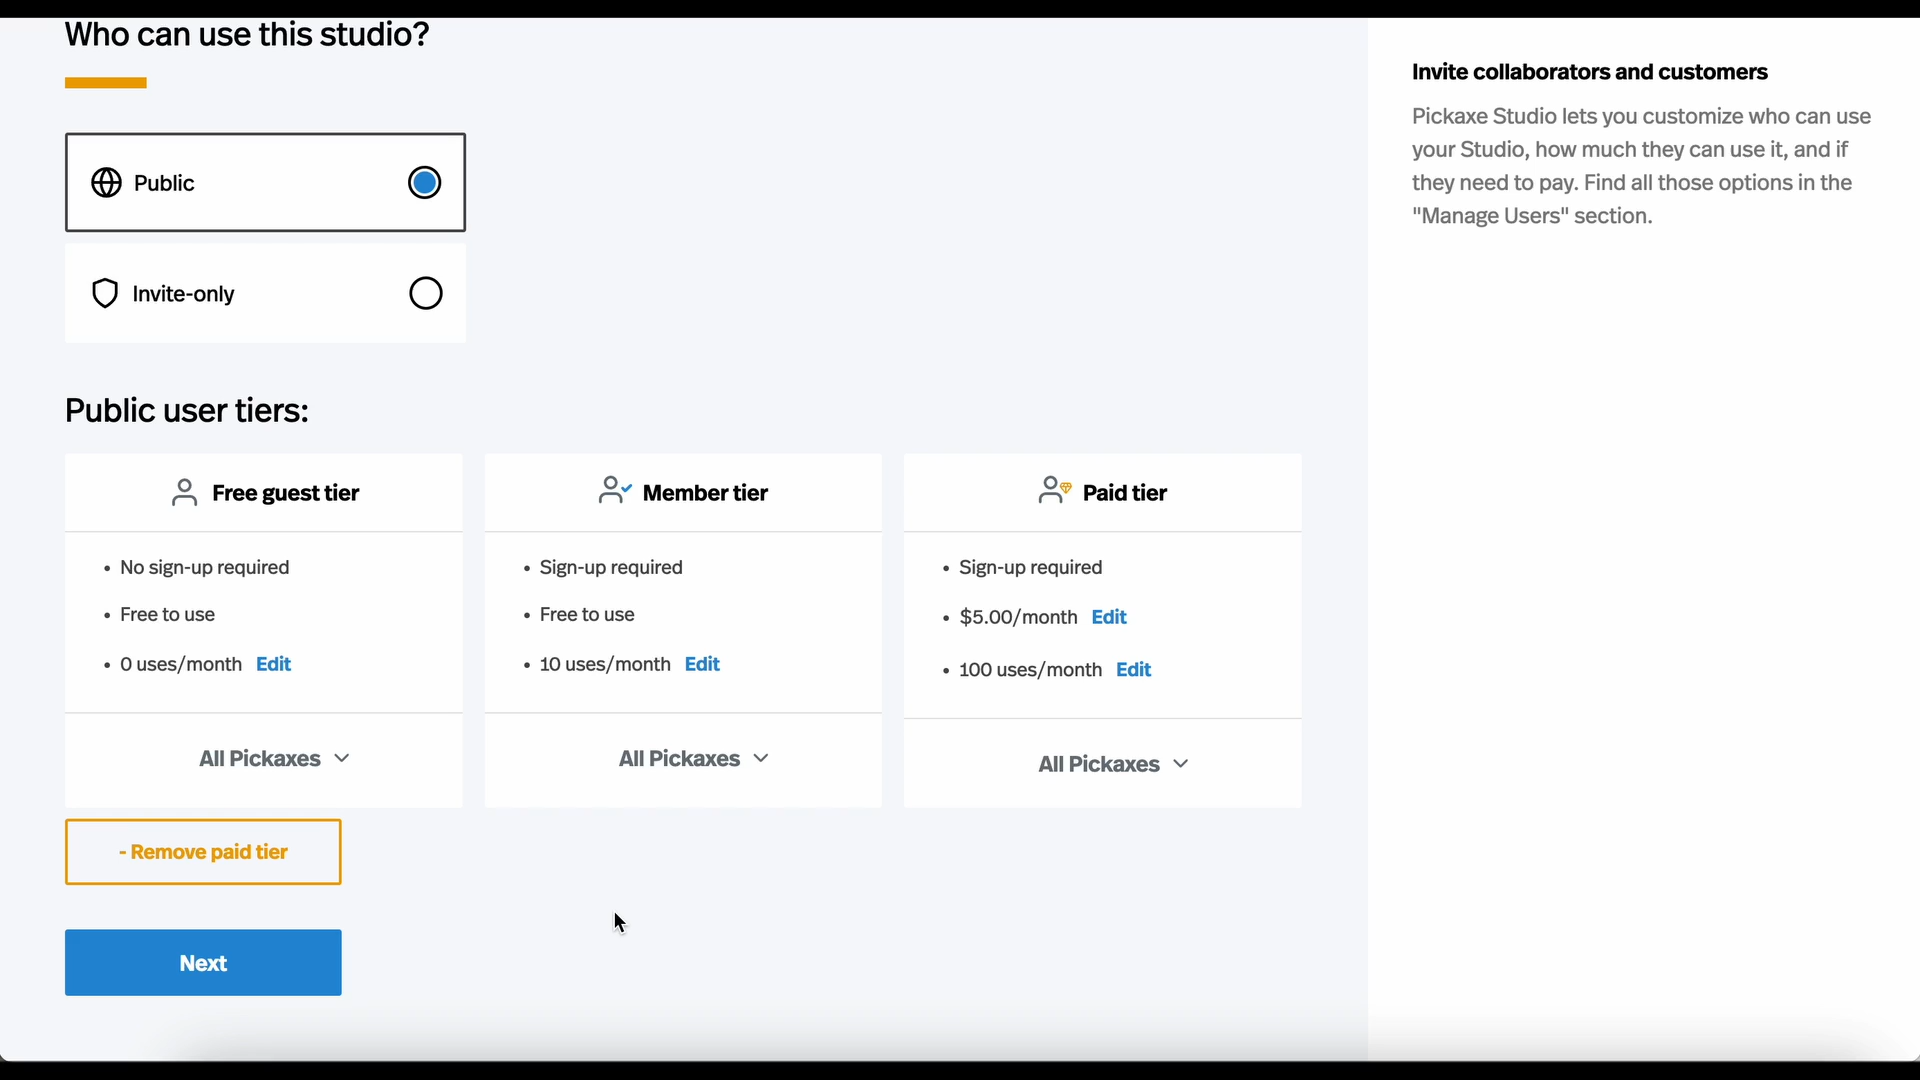 Who can use this studio?
Public
Invite-only
Public user tiers:
Free guest tier
• No sign-up required
• Free to use
• 0 uses/month Edit
All Pickaxes
Member tier
• Sign-up required
• Free to use
• 10 uses/month Edit
All Pickaxes
Paid tier
• Sign-up required
• $5.00/month Edit
• 100 uses/month Edit
All Pickaxes
- Remove paid tier
Next
Invite collaborators and customers
Pickaxe Studio lets you customize who can use
your Studio, how much they can use it, and if
they need to pay. Find all those options in the
"Manage Users" section.